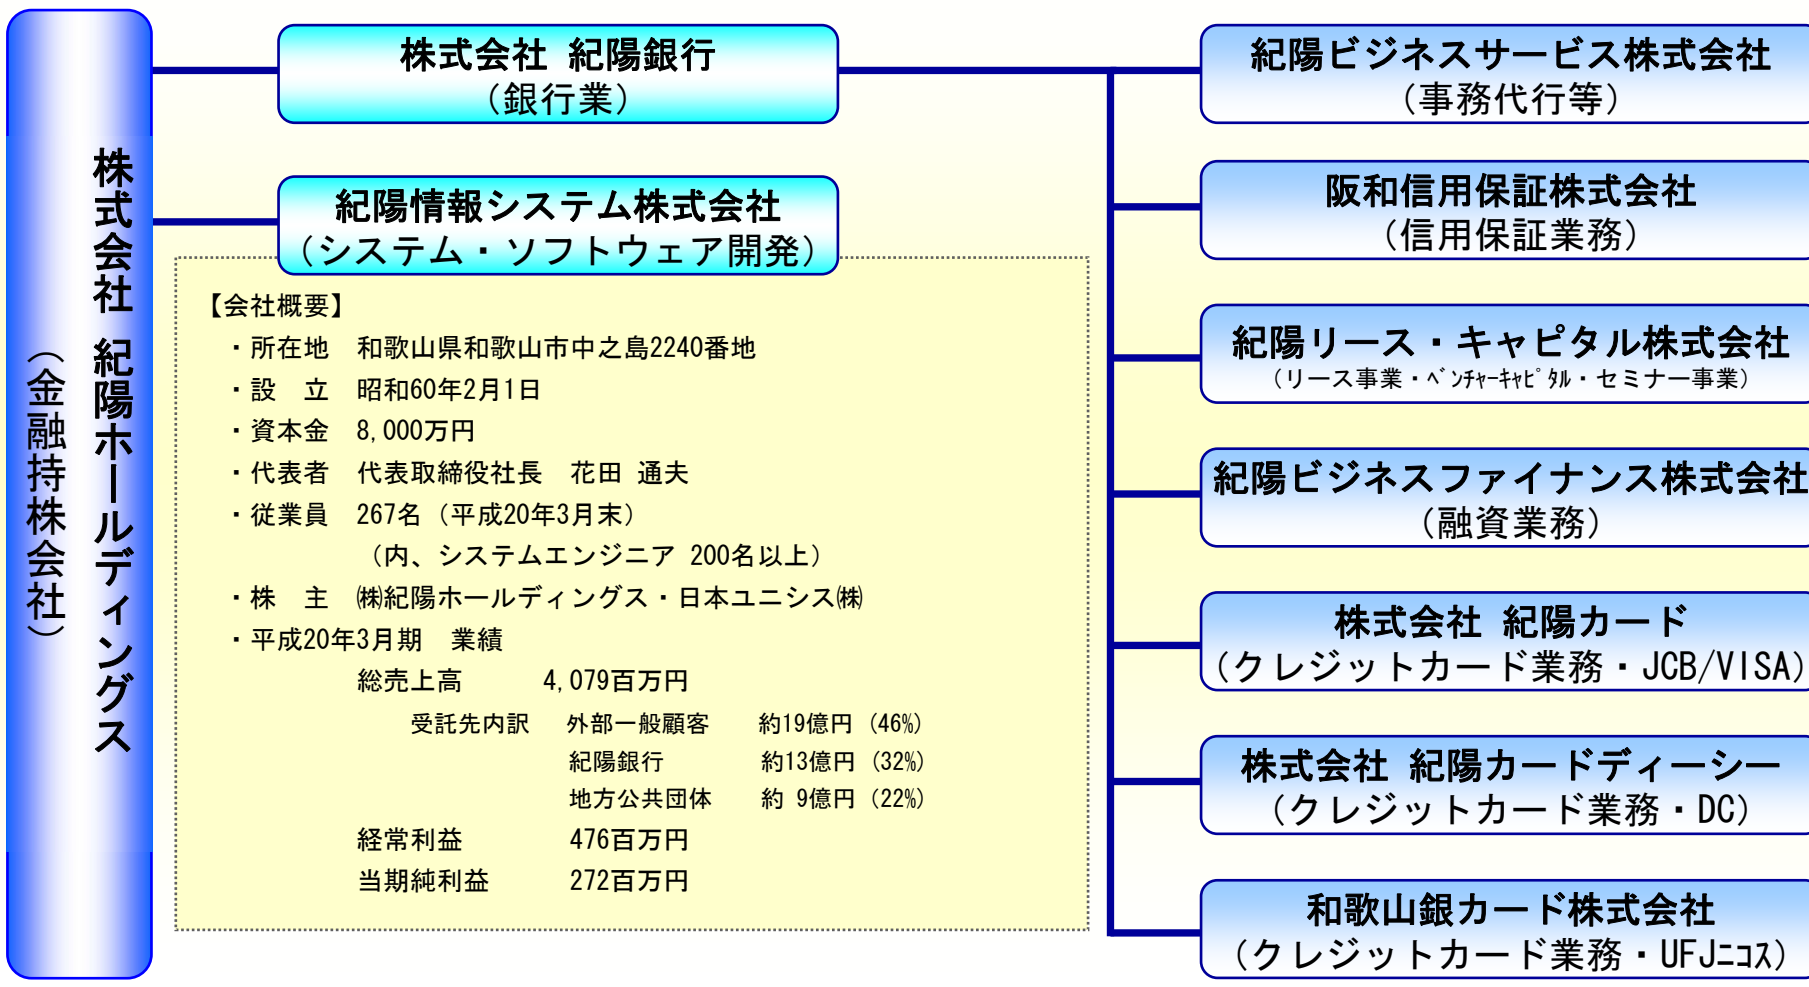 株式会社 紀陽ホールディングス
（金融持株会社）
株式会社 紀陽銀行
（銀行業）
紀陽情報システム株式会社
（システム・ソフトウェア開発）
【会社概要】
・所在地 和歌山県和歌山市中之島2240番地
・設 立 昭和60年2月1日
・資本金 8,000万円
・代表者 代表取締役社長 花田 通夫
・従業員 267名（平成20年3月末）
（内、システムエンジニア 200名以上）
・株 主 ㈱紀陽ホールディングス・日本ユニシス㈱
・平成20年3月期 業績
総売上高 4,079百万円
受託先内訳 外部一般顧客 約19億円（46%）
紀陽銀行 約13億円（32%）
地方公共団体 約 9億円（22%）
経常利益 476百万円
当期純利益 272百万円
紀陽ビジネスサービス株式会社
（事務代行等）
阪和信用保証株式会社
（信用保証業務）
紀陽リース・キャピタル株式会社
（リース事業・ﾍﾞﾝﾁｬｰｷｬﾋﾟﾀﾙ・セミナー事業）
紀陽ビジネスファイナンス株式会社
（融資業務）
株式会社 紀陽カード
（クレジットカード業務・JCB/VISA）
株式会社 紀陽カードディーシー
（クレジットカード業務・DC）
和歌山銀カード株式会社
（クレジットカード業務・UFJﾆｺｽ）